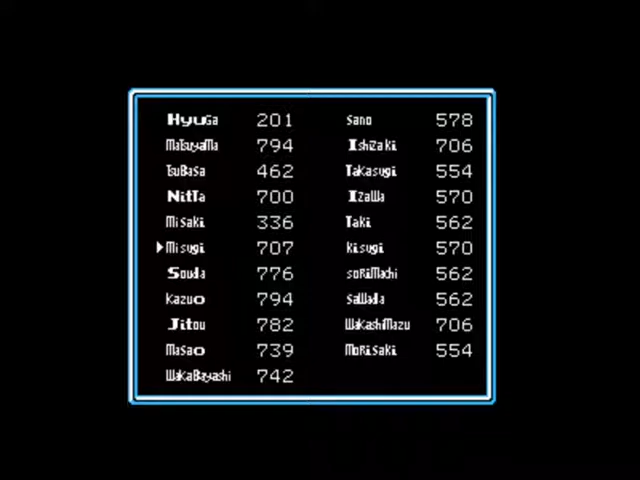 HyuGa 201 Sano 578
MaTsuyaMa 794 IshiZaki 706
TsuBaSa 462 Takasugi 554
NitTa 700 IZaWa 570
MiSaki 336 Taki 562
Misugi 707 kisugi 570
Souda 776 soRiMachi 562
Kazuo 794 SaWada 562
Jitou 782 WaKashiMazu 706
MaSao 739 MoRiSaki 554
WaKaBayashi 742